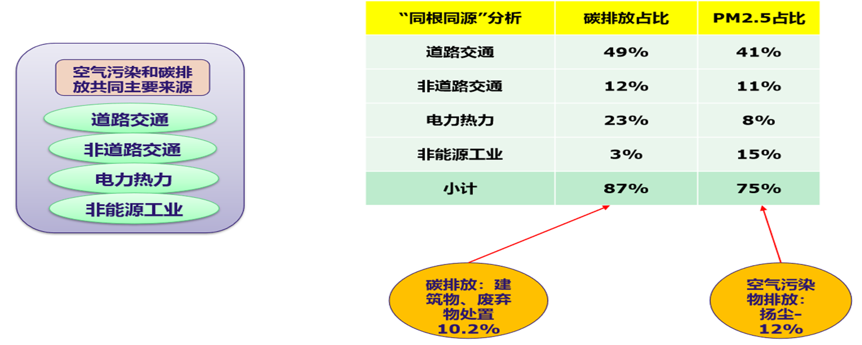 空气污染和碳排
放共同主要来源
道路交通
非道路交通
电力热力
非能源工业
“同根同源”分析 碳排放占比 PM2.5占比
道路交通 49% 41%
非道路交通 12% 11%
电力热力 23% 8%
非能源工业 3% 15%
小计 87% 75%
碳排放：建
筑物、废弃
物处置
10.2%
空气污染
物排放：
扬尘-
12%